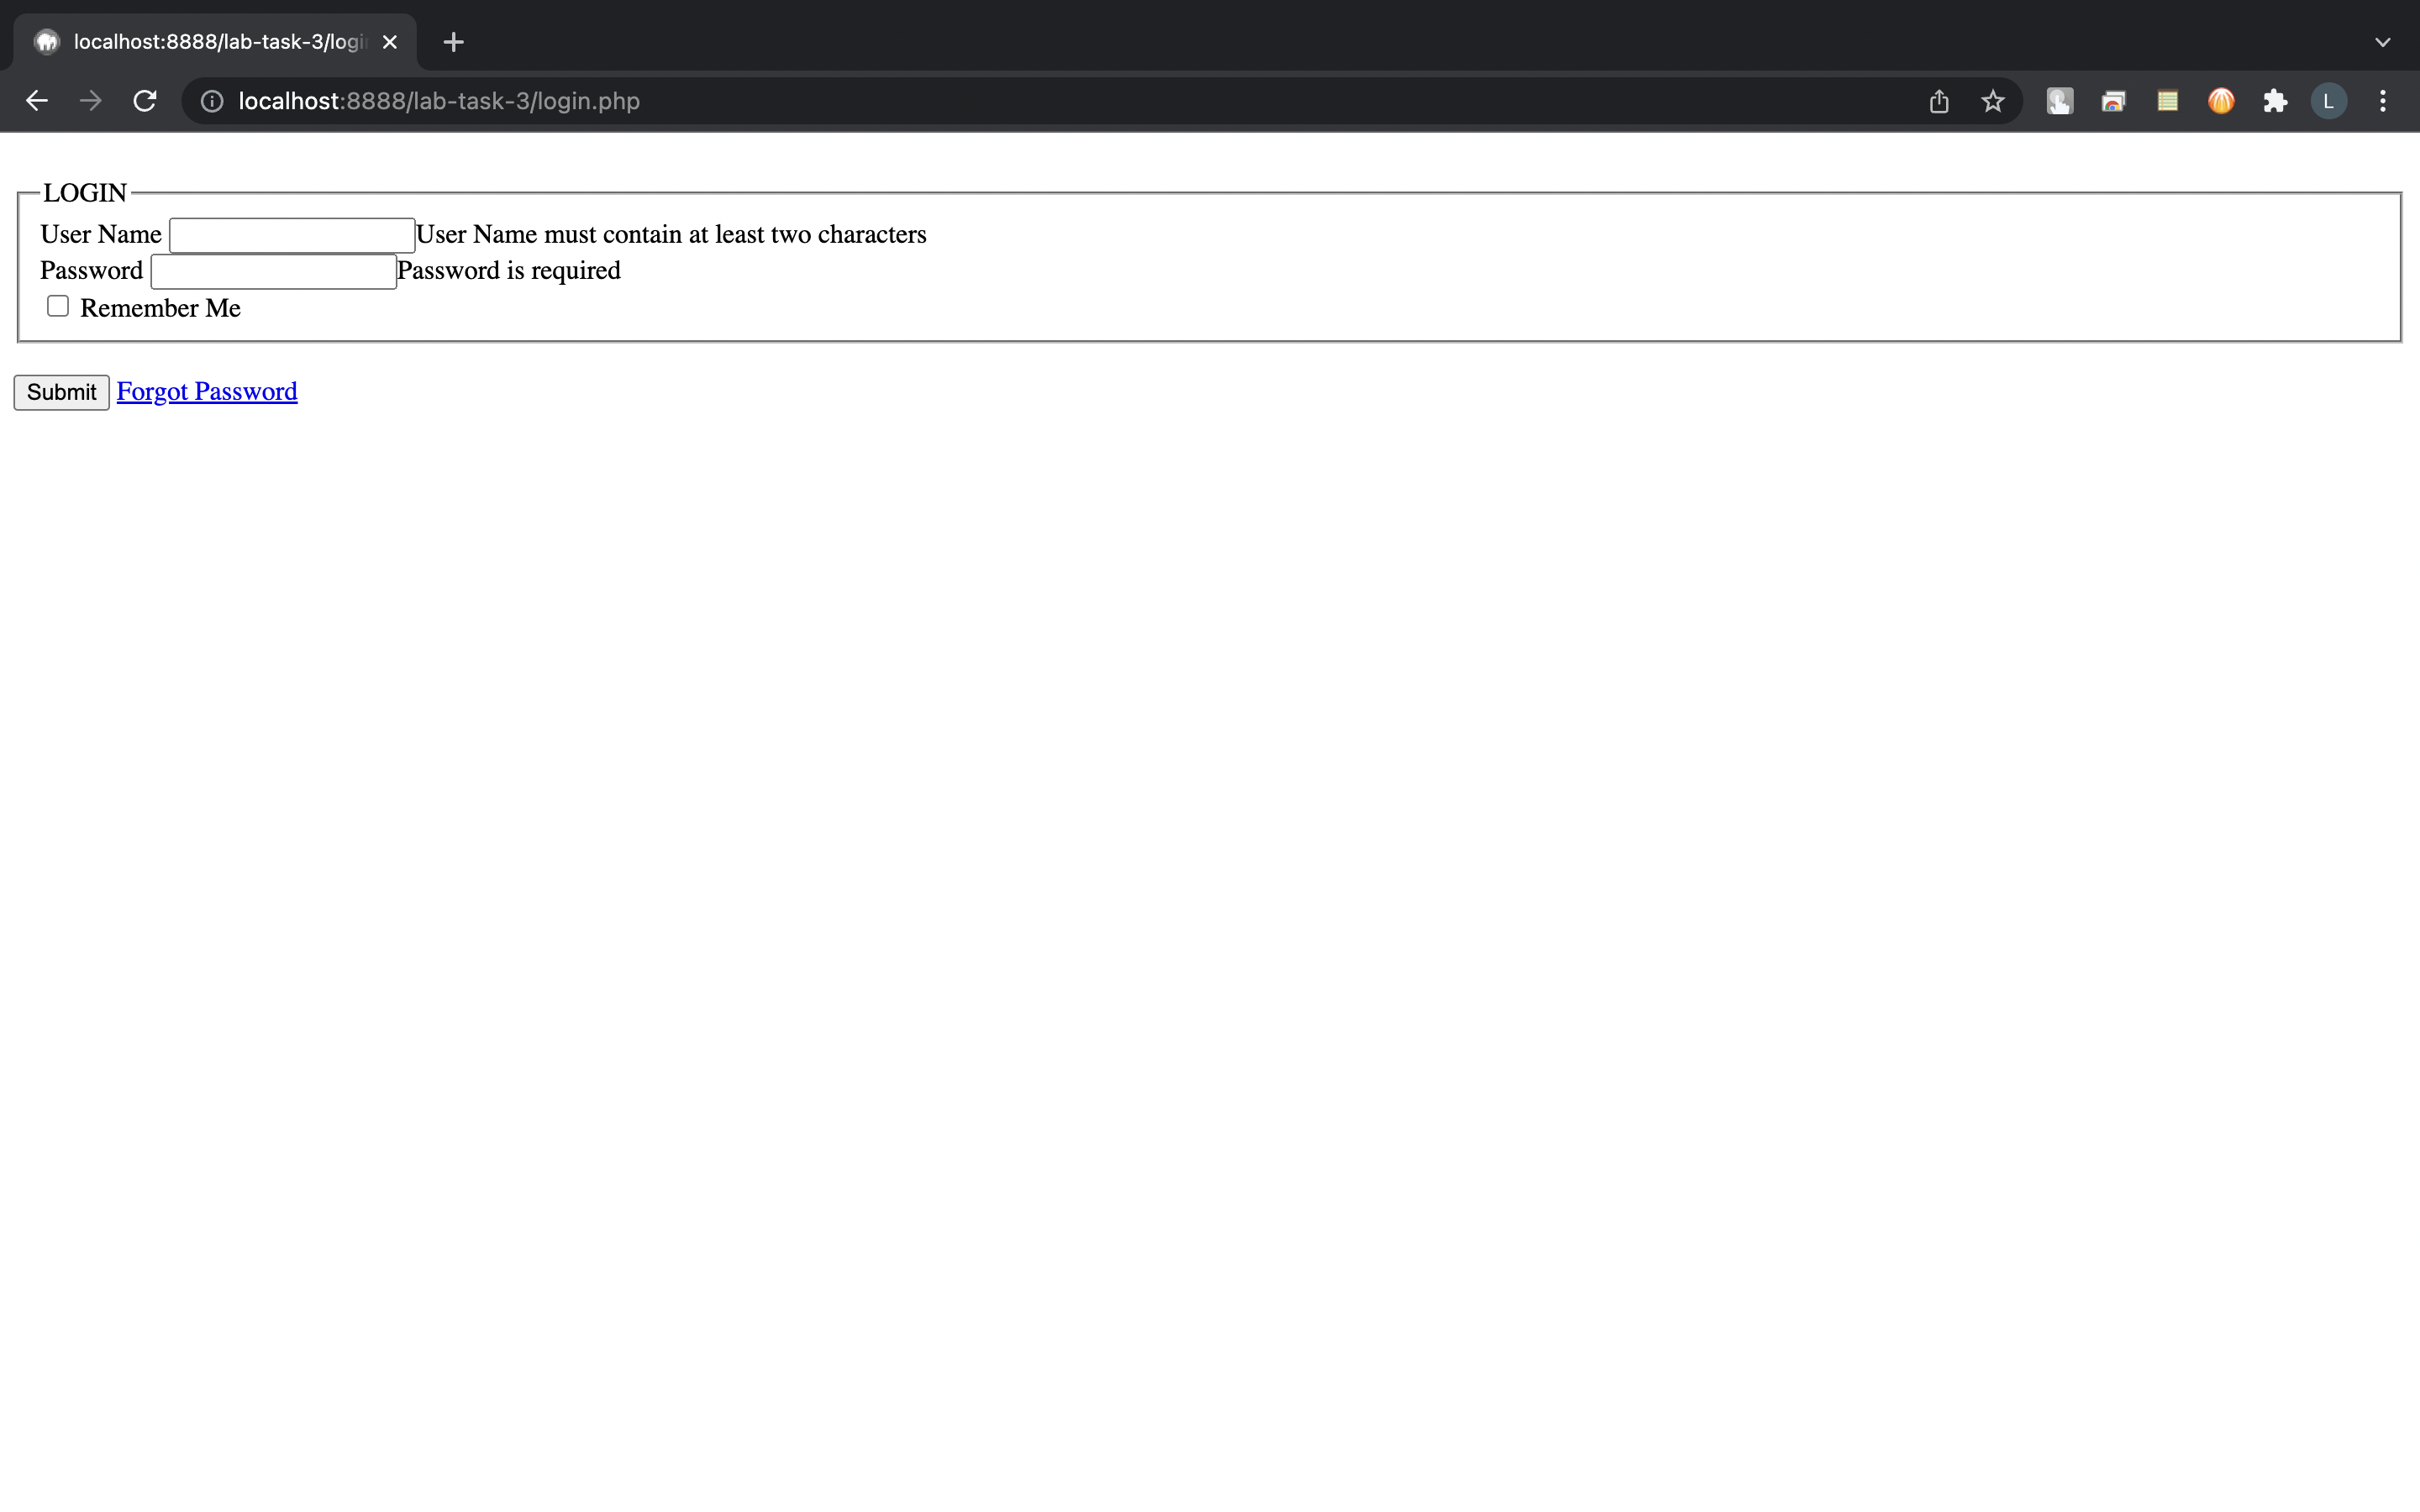 localhost:8888/lab-task-3/logi
localhost:8888/lab-task-3/login.php
L
LOGIN
User Name User Name must contain at least two characters
Password Password is required
Remember Me
Submit Forgot Password